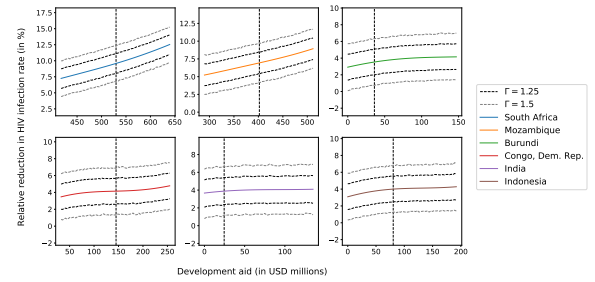 Relative reduction in HIV infection rate (in %)
17.5
15.0
12.5
10.0
7.5
5.0
2.5
450 500 550 600 650
12.5
10.0
7.5
5.0
2.5
0.0
300 350 400 450 500
10
8
6
4
2
0
−2
0 50 100 150
Γ = 1.25
Γ = 1.5
South Africa
Mozambique
Burundi
Congo, Dem. Rep.
India
Indonesia
10
8
6
4
2
0
−2
50 100 150 200 250
8
6
4
2
0
−2
0 50 100
10
8
6
4
2
0
−2
0 50 100 150 200
Development aid (in USD millions)